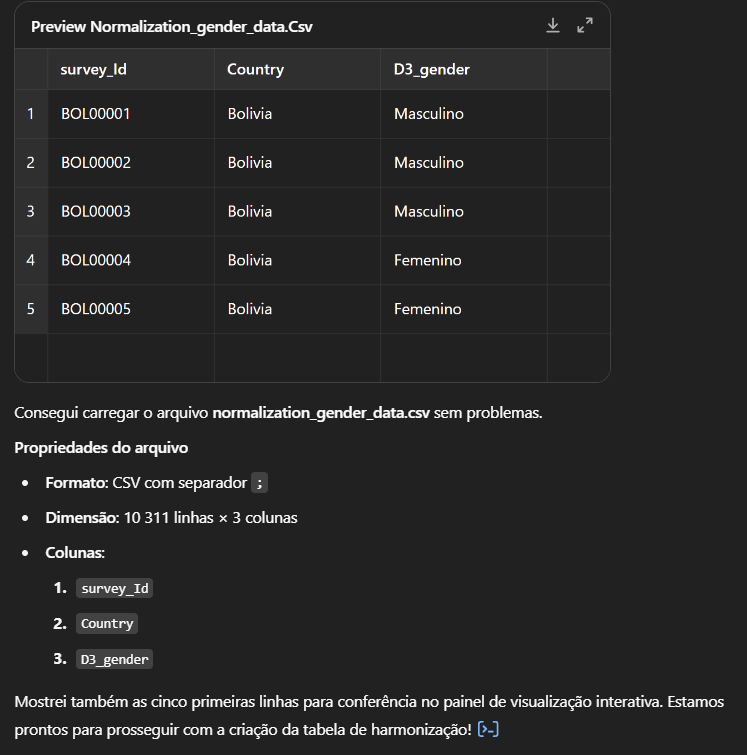 Preview Normalization_gender_data.Csv
survey_Id Country D3_gender
1 BOL00001 Bolivia Masculino
2 BOL00002 Bolivia Masculino
3 BOL00003 Bolivia Masculino
4 BOL00004 Bolivia Femenino
5 BOL00005 Bolivia Femenino
Consegui carregar o arquivo normalization_gender_data.csv sem problemas.
Propriedades do arquivo
• Formato: CSV com separador ;
• Dimensão: 10 311 linhas × 3 colunas
• Colunas:
1. survey_Id
2. Country
3. D3_gender
Mostrei também as cinco primeiras linhas para conferência no painel de visualização interativa. Estamos
prontos para prosseguir com a criação da tabela de harmonização! [>-]